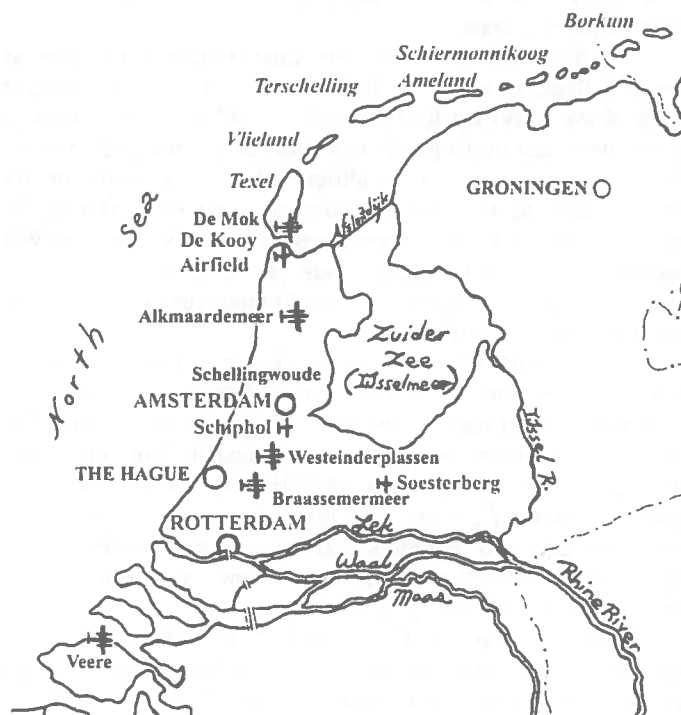 Borkum
Schiermonnikoog
Terschelling
Ameland
Vlieland
Texel
GRONINGEN
Afsluitdijk
North Sea
De Mok
De Kooy
Airfield
Alkmaardemeer
Zuider
Zee
(IJsselmeer)
Schellingwoude
AMSTERDAM
Schiphol
IJssel R.
Westeinderplassen
THE HAGUE
Soesterberg
Braassemermeer
ROTTERDAM
Lek
Waal
Maas
Rhine River
Veere